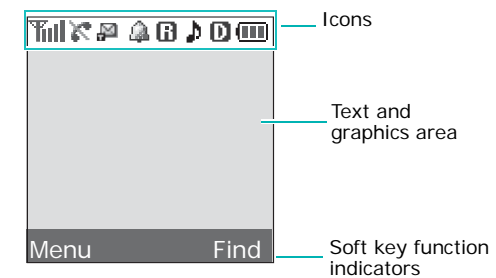 Icons
Text and
graphics area
Menu Find
Soft key function
indicators